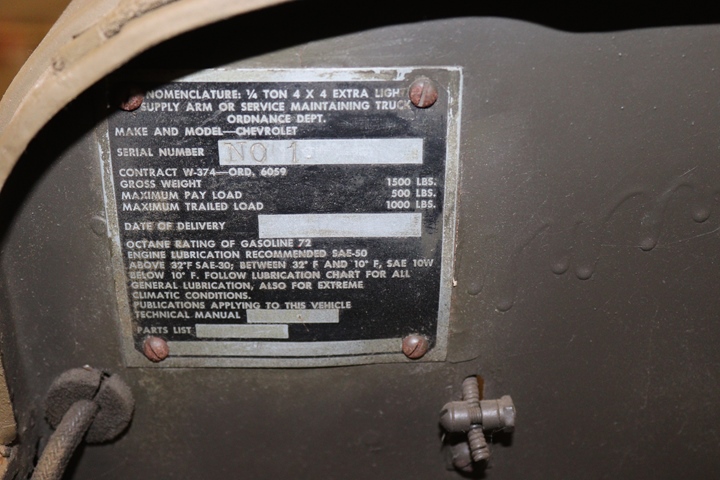 NOMENCLATURE: ¼ TON 4 X 4 EXTRA LIGHT
SUPPLY ARM OR SERVICE MAINTAINING TRUCK
ORDNANCE DEPT.
MAKE AND MODEL—CHEVROLET
SERIAL NUMBER NO 1
CONTRACT W-374—ORD. 6059
GROSS WEIGHT 1500 LBS.
MAXIMUM PAY LOAD 500 LBS.
MAXIMUM TRAILED LOAD 1000 LBS.
DATE OF DELIVERY
OCTANE RATING OF GASOLINE 72
ENGINE LUBRICATION RECOMMENDED SAE-50
ABOVE 32°F SAE-30; BETWEEN 32° F AND 10° F, SAE 10W
BELOW 10° F. FOLLOW LUBRICATION CHART FOR ALL
GENERAL LUBRICATION, ALSO FOR EXTREME
CLIMATIC CONDITIONS.
PUBLICATIONS APPLYING TO THIS VEHICLE
TECHNICAL MANUAL
PARTS LIST